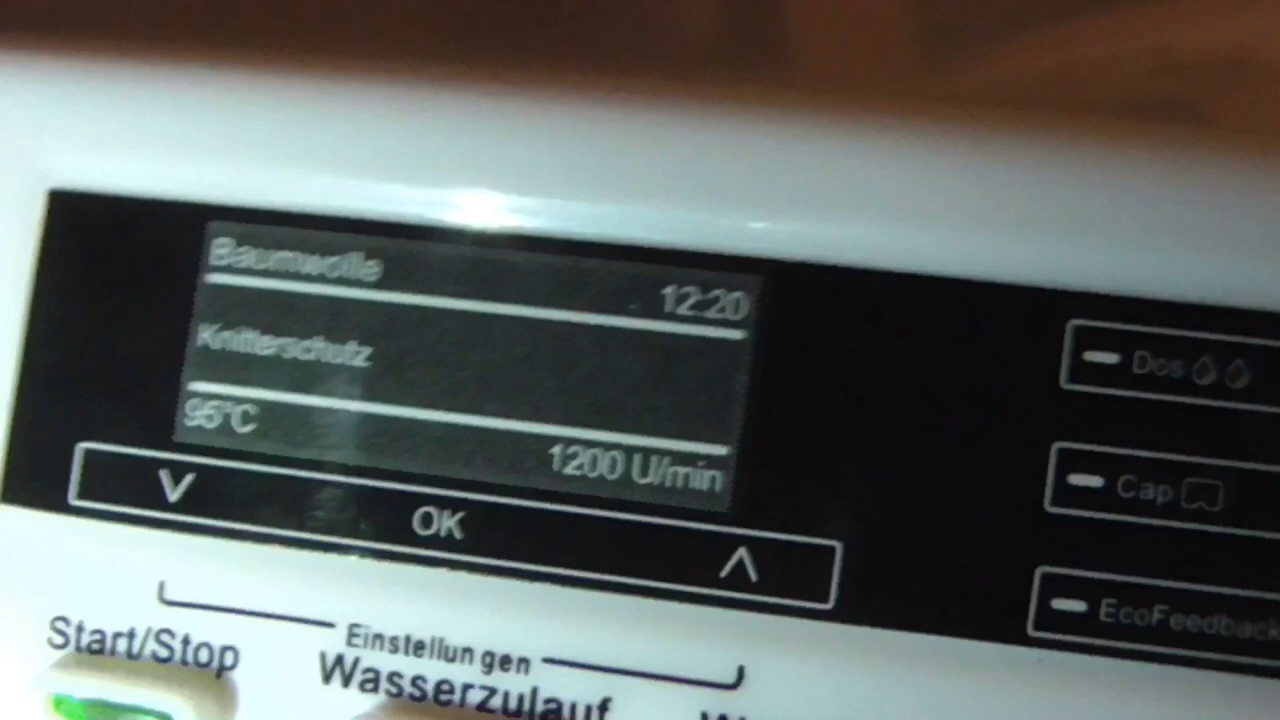 Baumwolle
12:20
Knitterschutz
95°C
1200 U/min
OK
Dos
Cap
EcoFeedback
Einstellungen
Start/Stop
Wasserzulauf